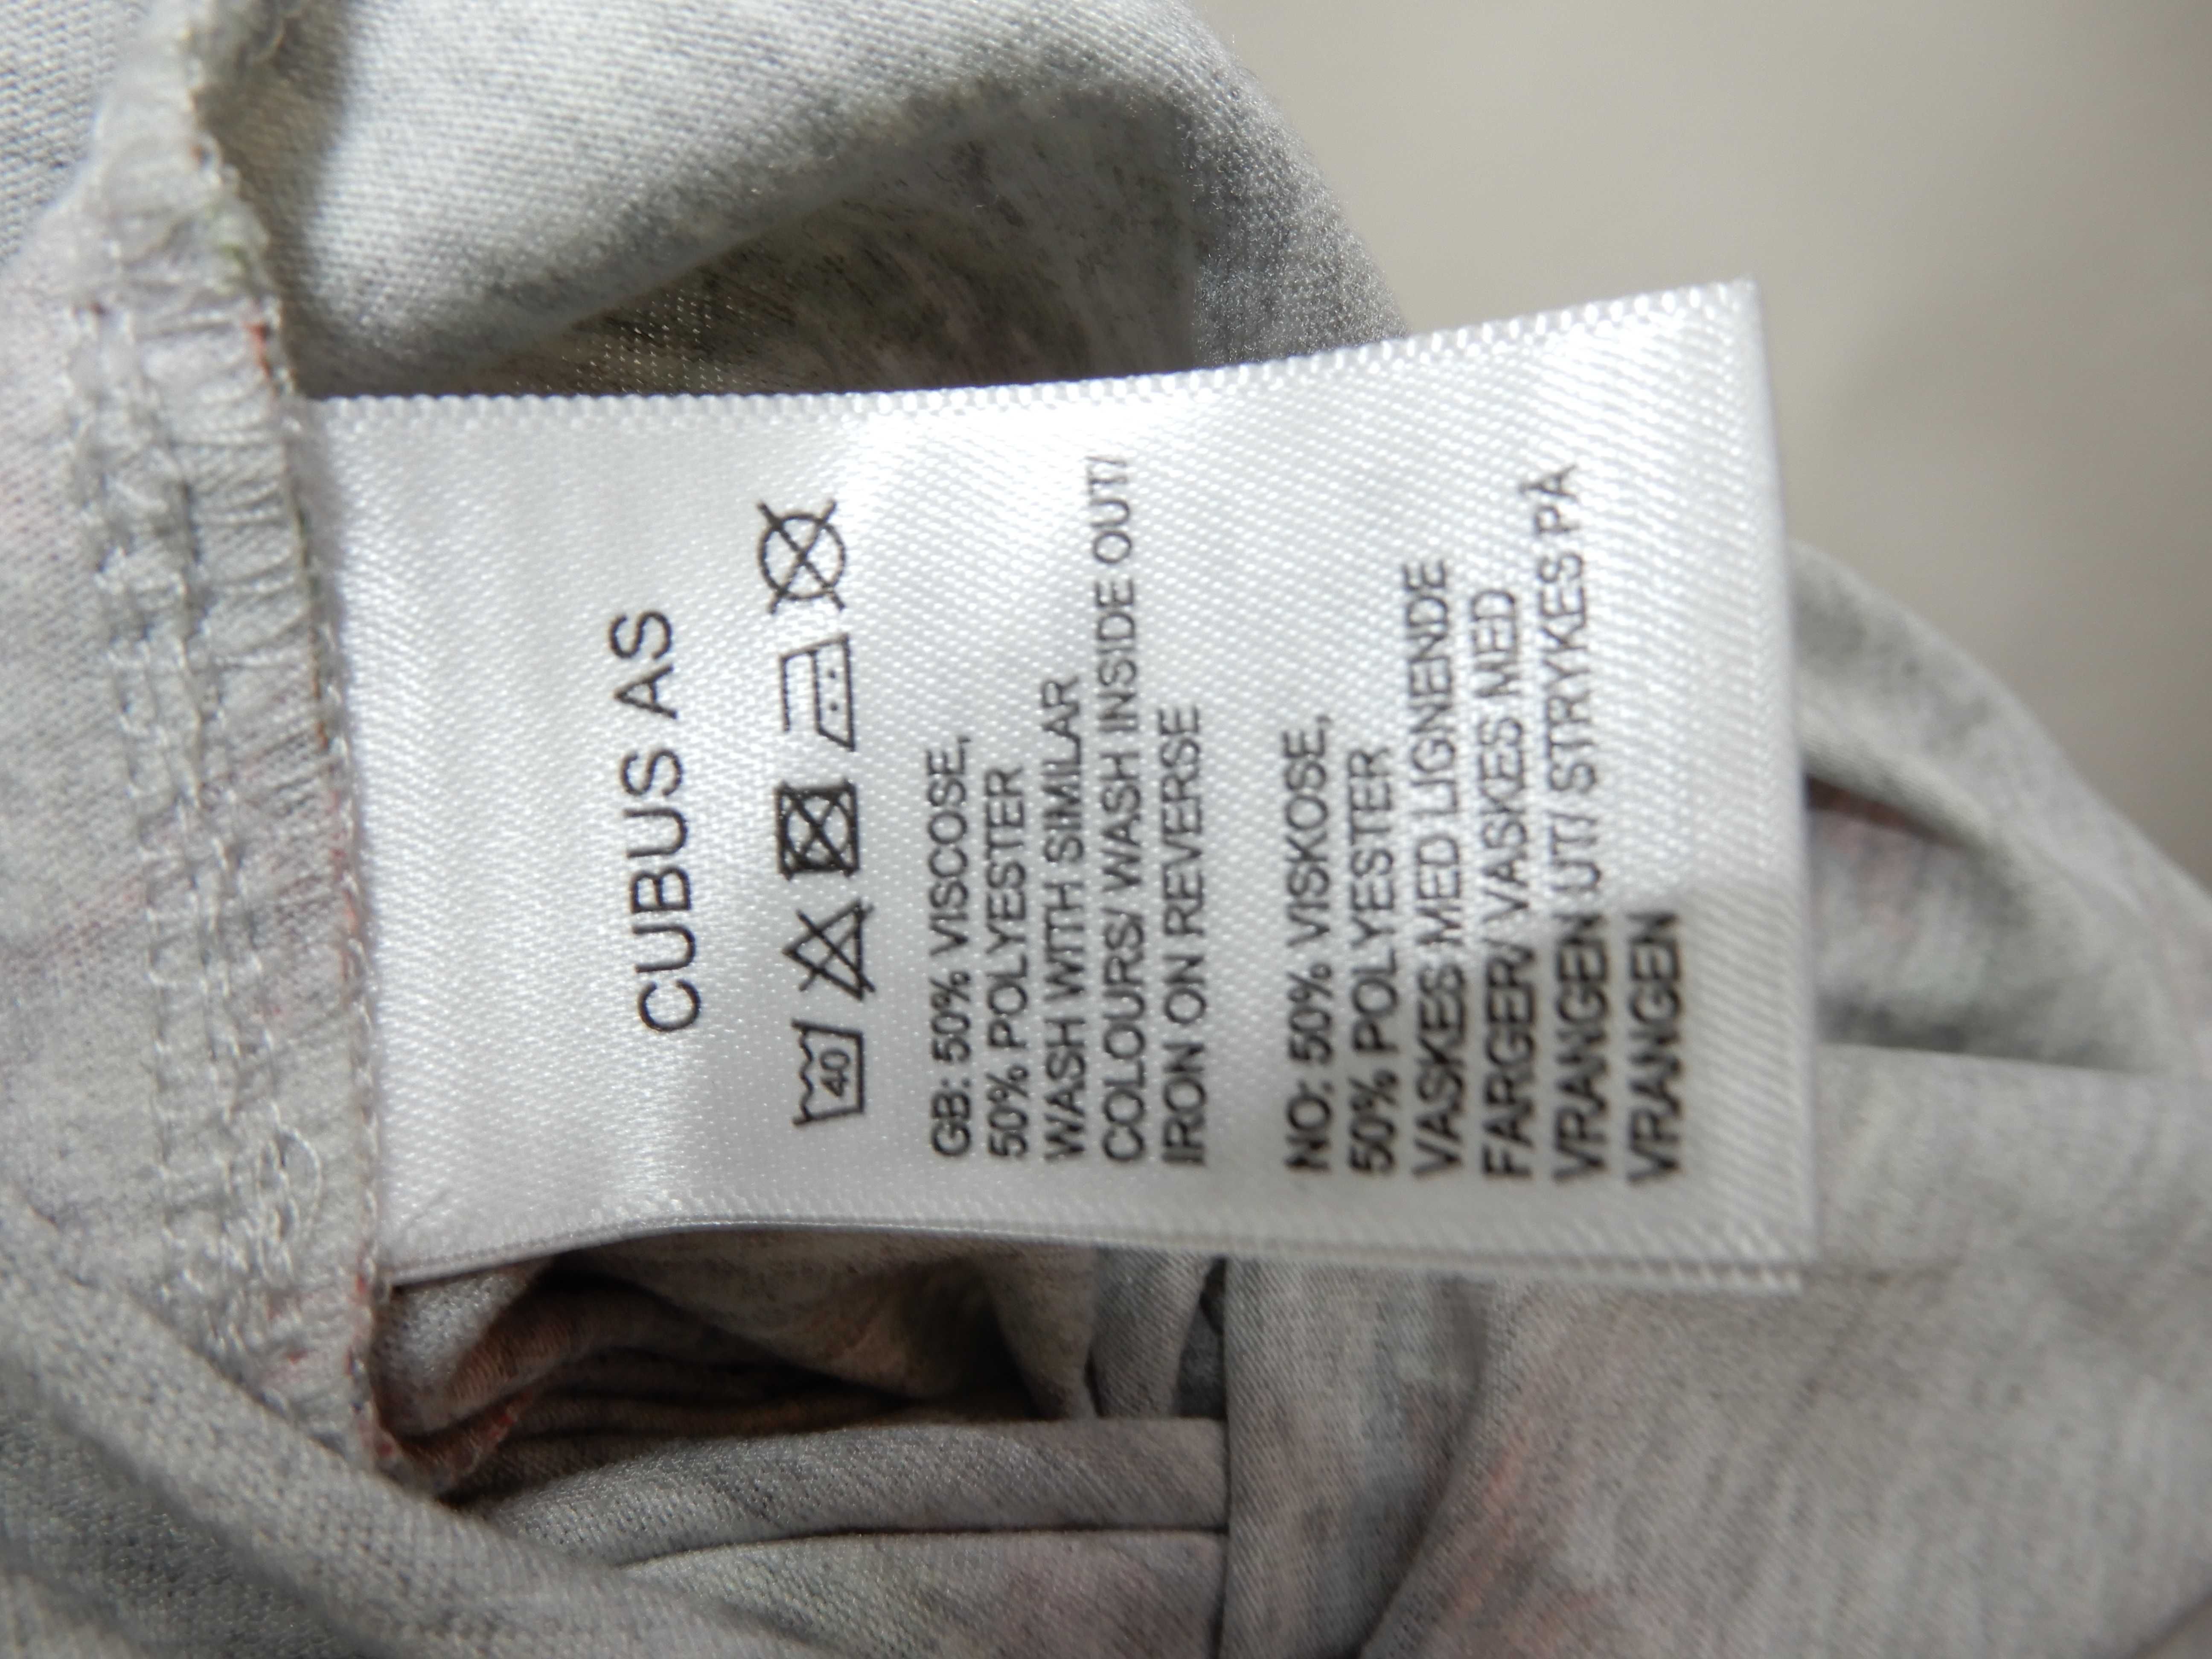 CUBUS AS
40
GB: 50% VISCOSE,
50% POLYESTER
WASH WITH SIMILAR
COLOURS/ WASH INSIDE OUT/
IRON ON REVERSE
NO: 50% VISKOSE,
50% POLYESTER
VASKES MED LIGNENDE
FARGER/ VASKES MED
VRANGEN UT/ STRYKES PÅ
VRANGEN